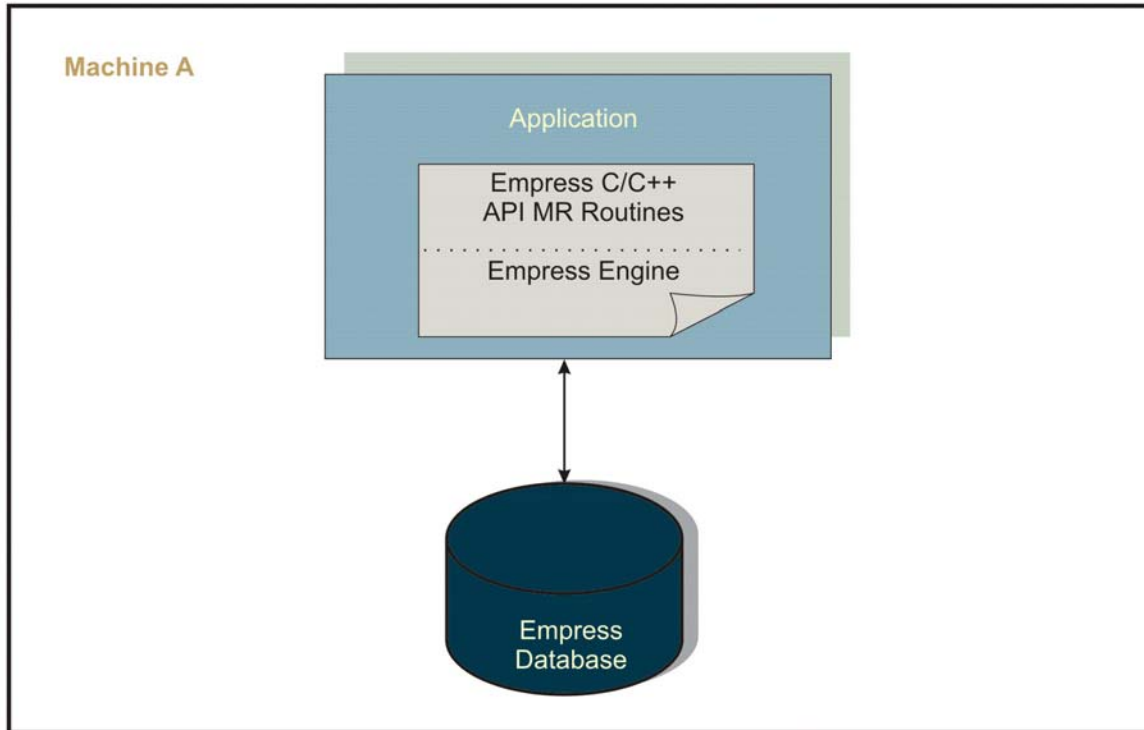 Machine A
Application
Empress C/C++
API MR Routines
Empress Engine
Empress
Database